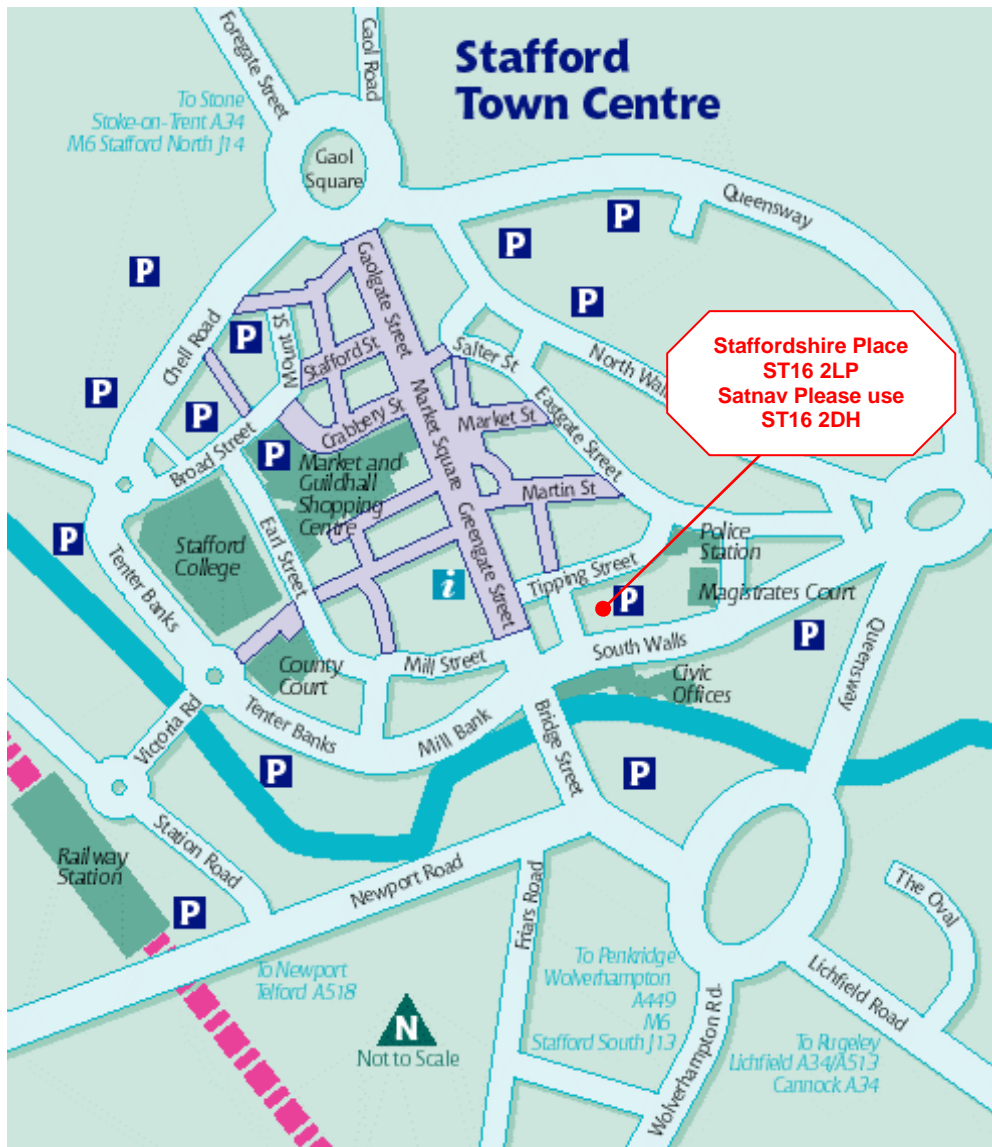 Stafford
Town Centre
Foregate Street
Gaol Road
To Stone
Stoke-on-Trent A34
M6 Stafford North J14
Gaol
Square
Queensway
P
P
P
P
P
Chell Road
Mount St
Gaolgate Street
Stafford St
Salter St
North Wall
Staffordshire Place
ST16 2LP
Satnav Please use
ST16 2DH
P
P
P
Broad Street
Crabbery St
Market Square
Market St
Eastgate Street
P
Market and
Guildhall
Shopping
Centre
Martin St
P
Stafford
College
Earl Street
Greengate Street
Police
Station
Tenter Banks
i
Tipping Street
P
Magistrates Court
P
Queensway
County
Court
Mill Street
South Walls
Civic
Offices
Victoria Rd
Tenter Banks
Mill Bank
Bridge Street
P
P
Station Road
Railway
Station
P
Newport Road
Friars Road
The Oval
To Newport
Telford A518
To Penkridge
Wolverhampton
A449
M6
Stafford South J13
Lichfield Road
N
Not to Scale
Wolverhampton Rd.
To Rugeley
Lichfield A34/A513
Cannock A34